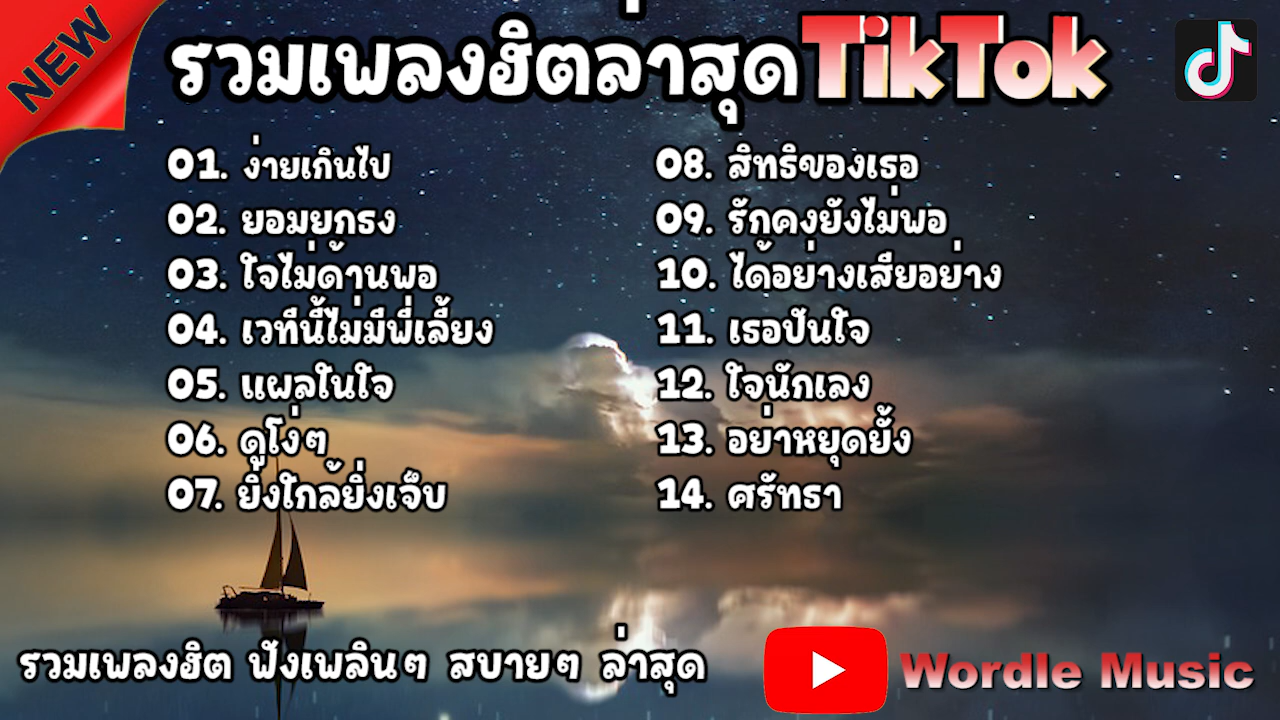 NEW
รวมเพลงฮิตล่าสุดTikTok
01. ง่ายเกินไป
02. ยอมยกธง
03. ใจไม่ด้านพอ
04. เวทีนี้ไม่มีพี่เลี้ยง
05. แผลในใจ
06. ดูโง่ๆ
07. ยิ่งใกล้ยิ่งเจ็บ
08. สิทธิของเธอ
09. รักคงยังไม่พอ
10. ได้อย่างเสียอย่าง
11. เธอปันใจ
12. ใจนักเลง
13. อย่าหยุดยั้ง
14. ศรัทธา
รวมเพลงฮิต ฟังเพลินๆ สบายๆ ล่าสุด
Wordle Music